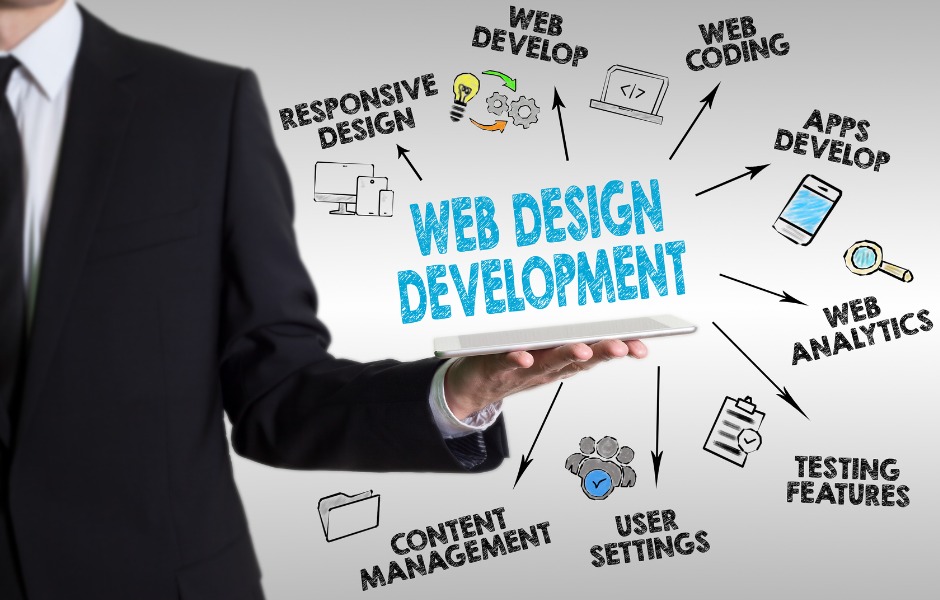 WEB
DEVELOP
WEB
CODING
RESPONSIVE
DESIGN
</>
APPS
DEVELOP
WEB DESIGN
DEVELOPMENT
WEB
ANALYTICS
TESTING
FEATURES
CONTENT
MANAGEMENT
USER
SETTINGS